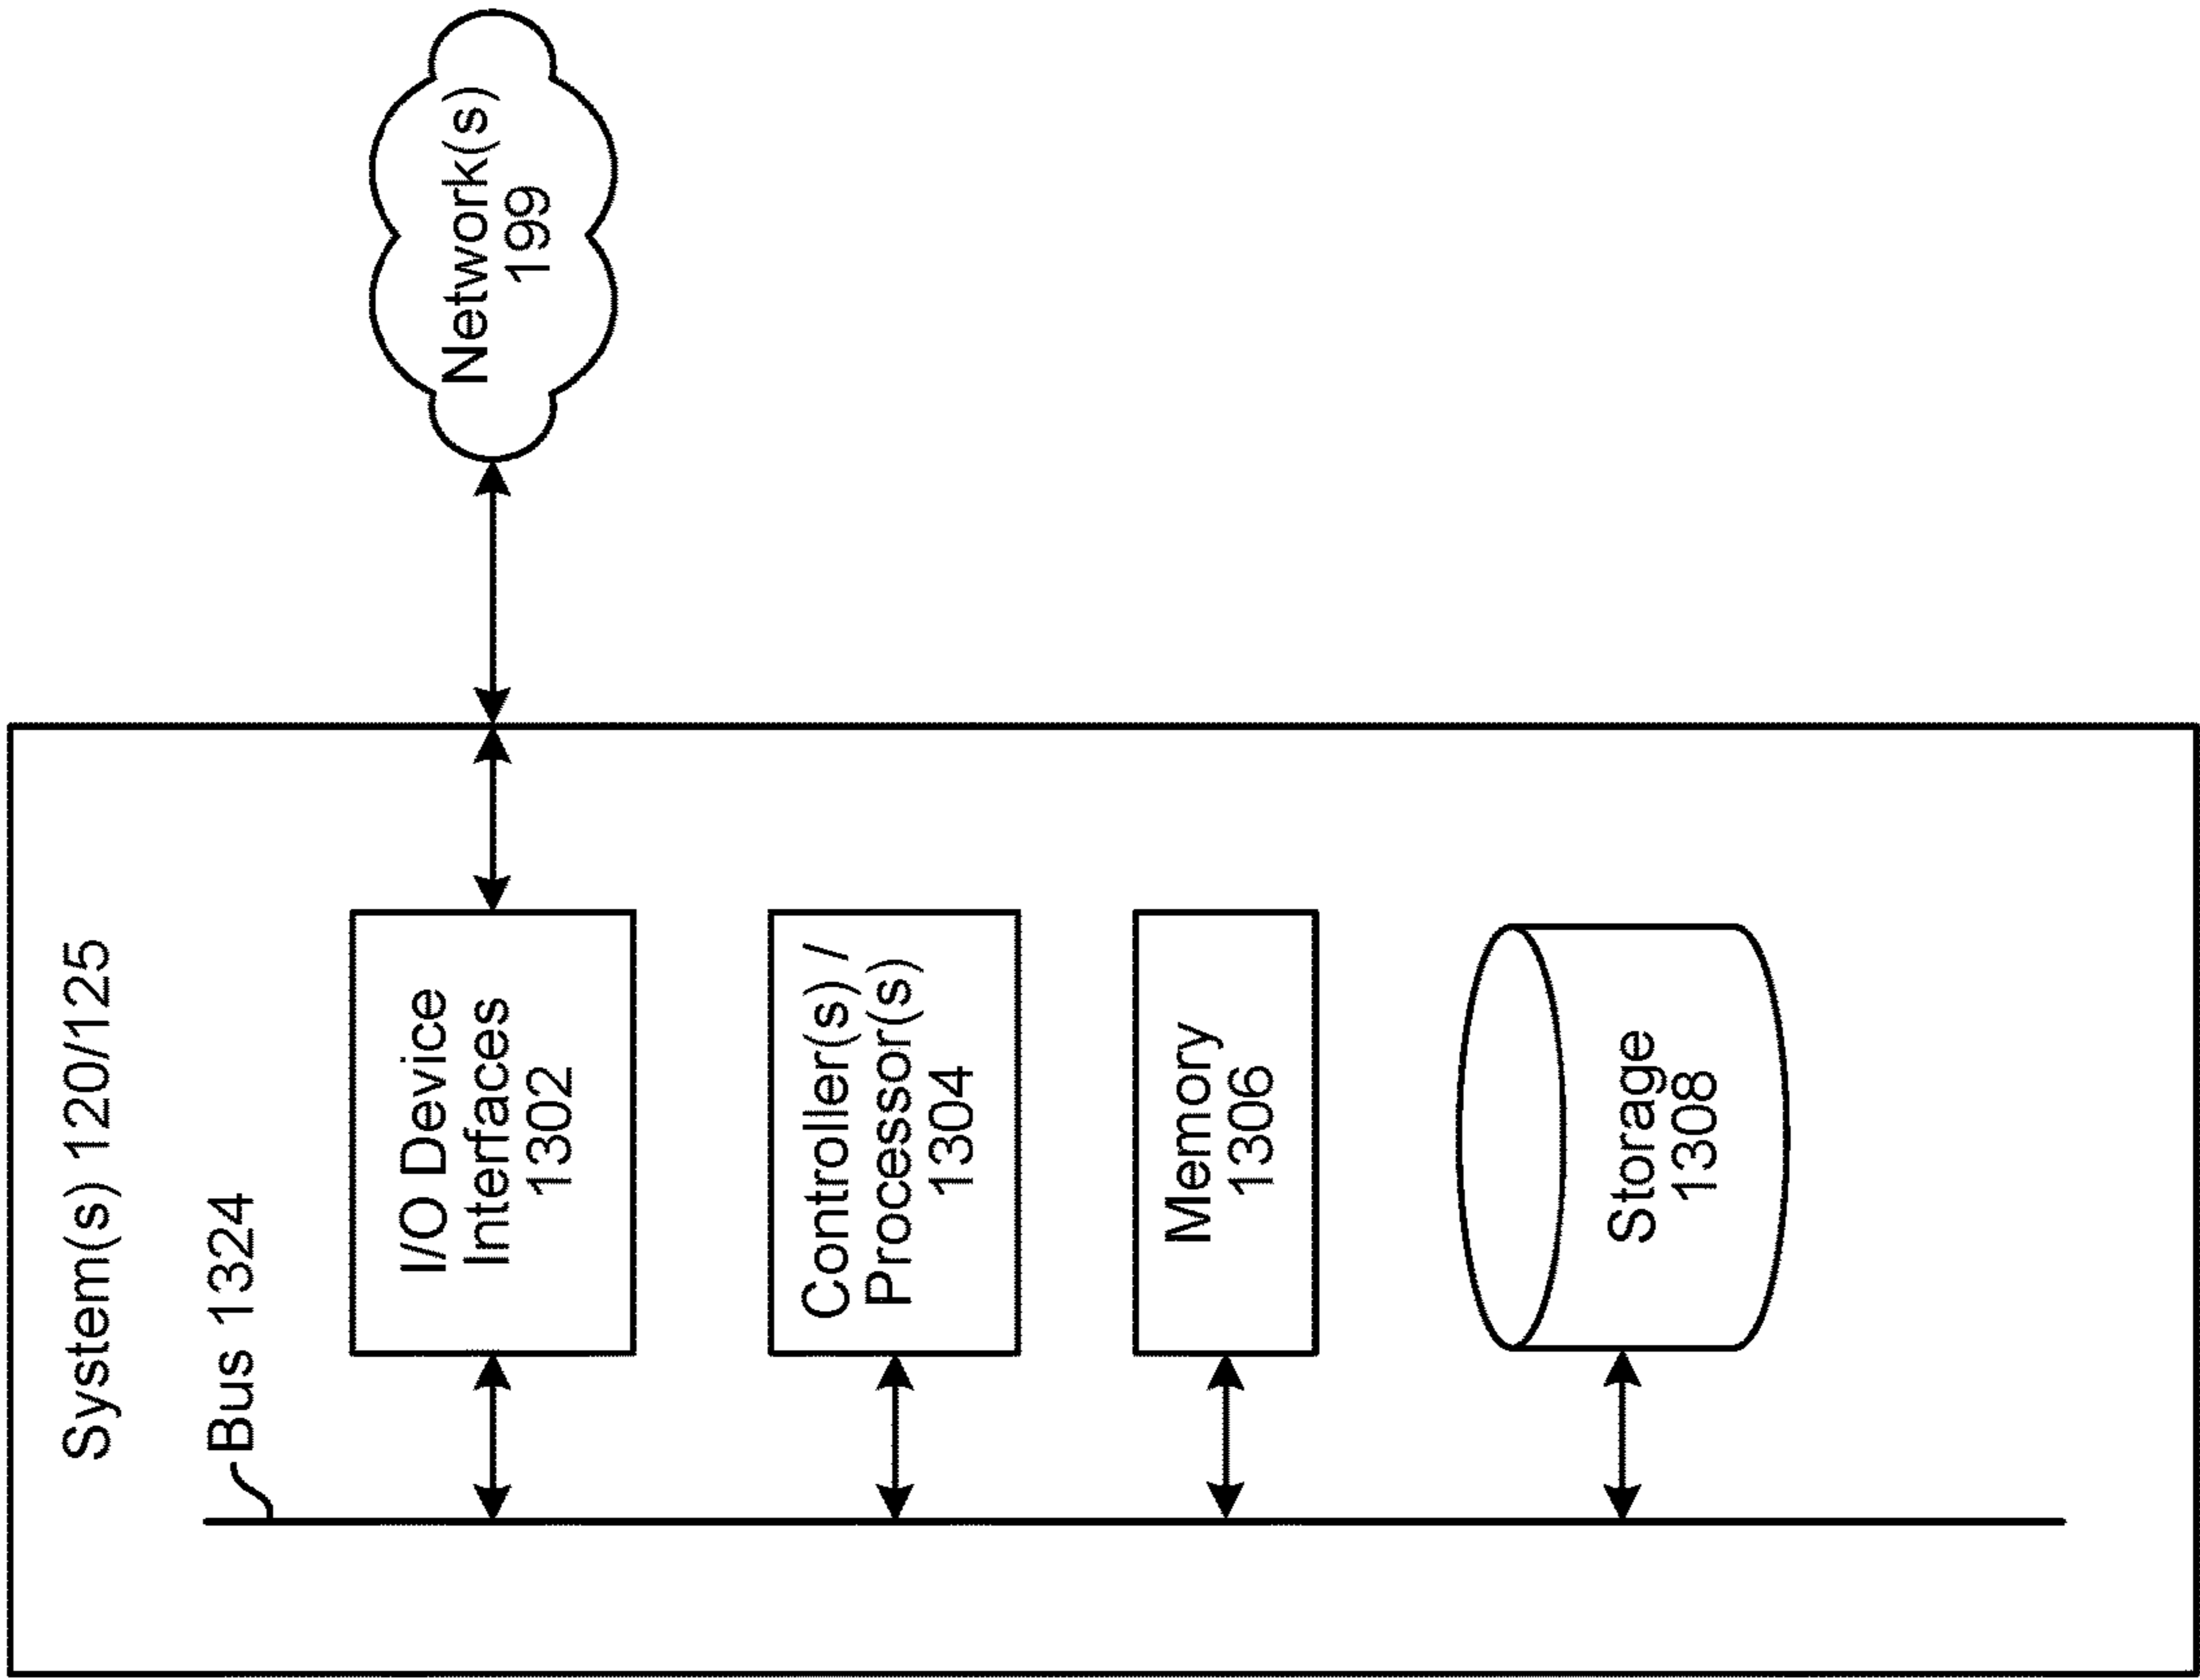 System(s) 120/125
Bus 1324
I/O Device
Interfaces
1302
Controller(s) /
Processor(s)
1304
Memory
1306
Storage
1308
Network(s)
199